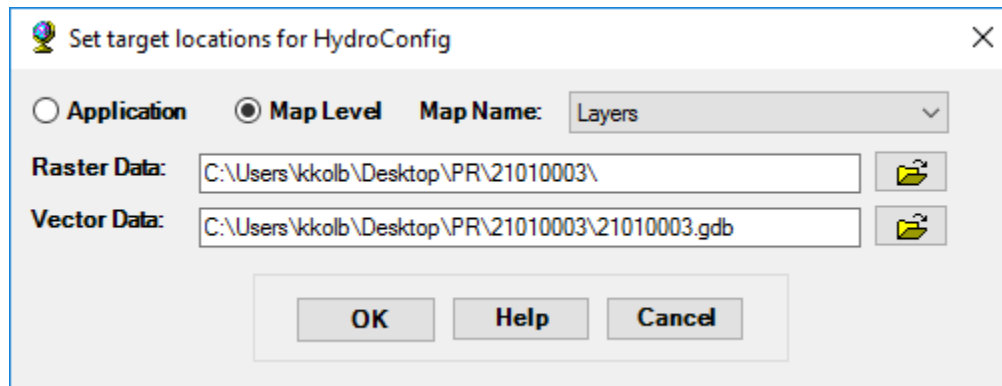 Set target locations for HydroConfig
Application Map Level Map Name: Layers
Raster Data: C:\Users\kkolb\Desktop\PR\21010003\
Vector Data: C:\Users\kkolb\Desktop\PR\21010003\21010003.gdb
OK Help Cancel